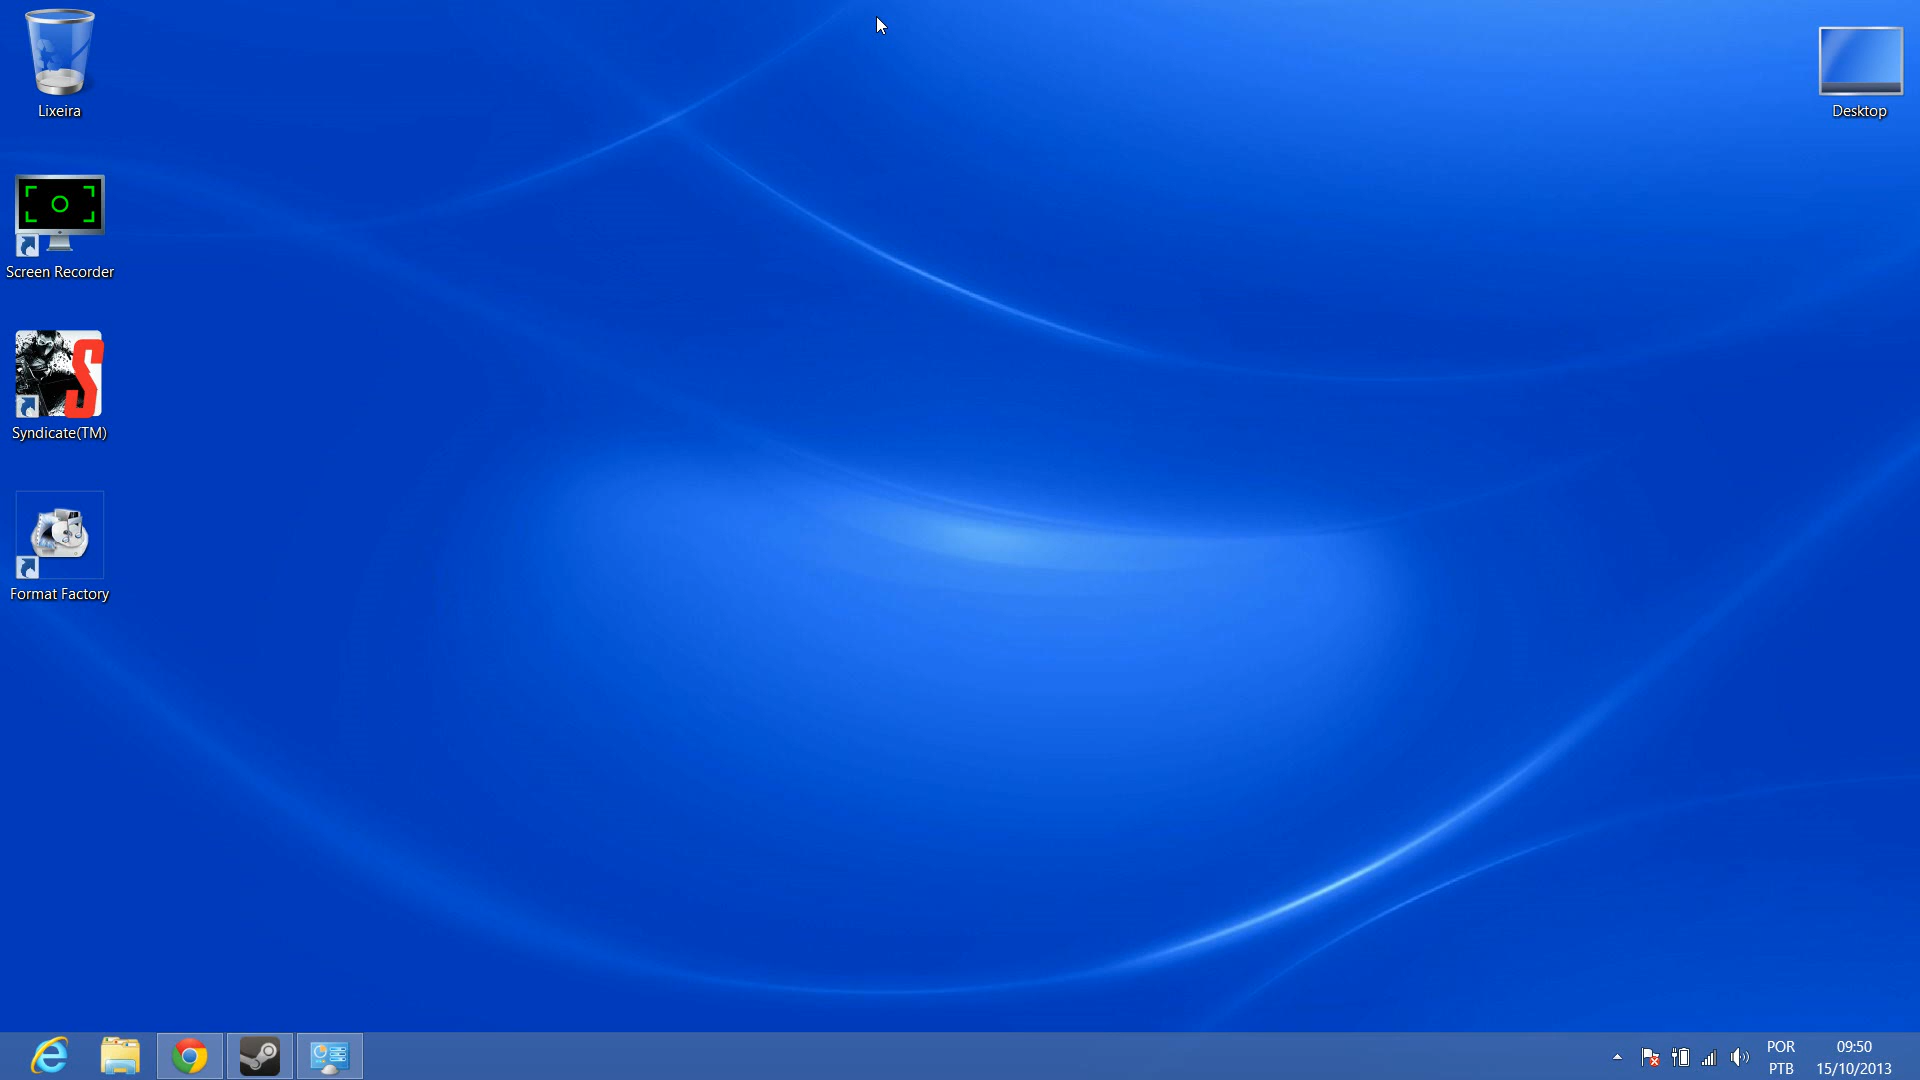 Lixeira
Desktop
Screen Recorder
S
Syndicate(TM)
Format Factory
POR
PTB
09:50
15/10/2013